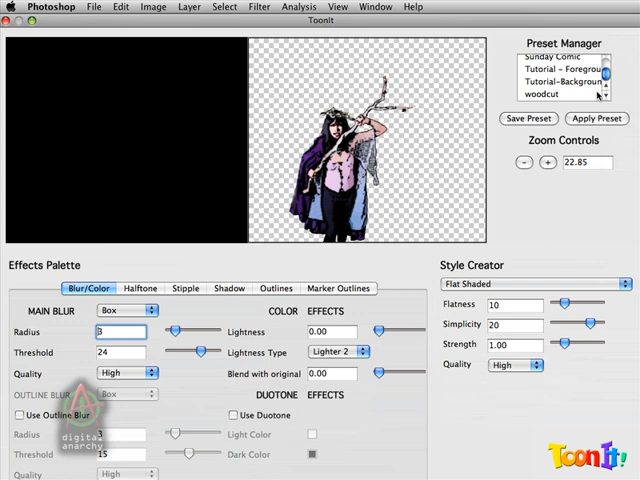 Photoshop File Edit Image Layer Select Filter Analysis View Window Help
ToonIt
Preset Manager
Sunday Comic
Tutorial - Foregrou
Tutorial-Backgroun
woodcut
Save Preset Apply Preset
Zoom Controls
- + 22.85
Effects Palette
Blur/Color Halftone Stipple Shadow Outlines Marker Outlines
MAIN BLUR Box
Radius 3
Threshold 24
Quality High
OUTLINE BLUR Box
Use Outline Blur
Radius 3
Threshold 15
Quality High
COLOR EFFECTS
Lightness 0.00
Lightness Type Lighter 2
Blend with original 0.00
DUOTONE EFFECTS
Use Duotone
Light Color
Dark Color
Style Creator
Flat Shaded
Flatness 10
Simplicity 20
Strength 1.00
Quality High
digital
anarchy
ToonIt!